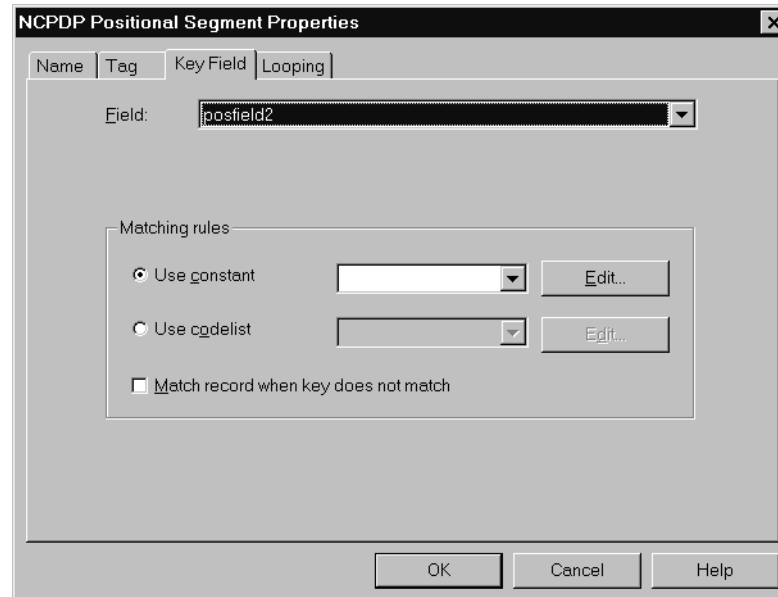 NCPDP Positional Segment Properties
Name Tag Key Field Looping
Field: posfield2
Matching rules
Use constant Edit...
Use codelist Edit...
Match record when key does not match
OK Cancel Help